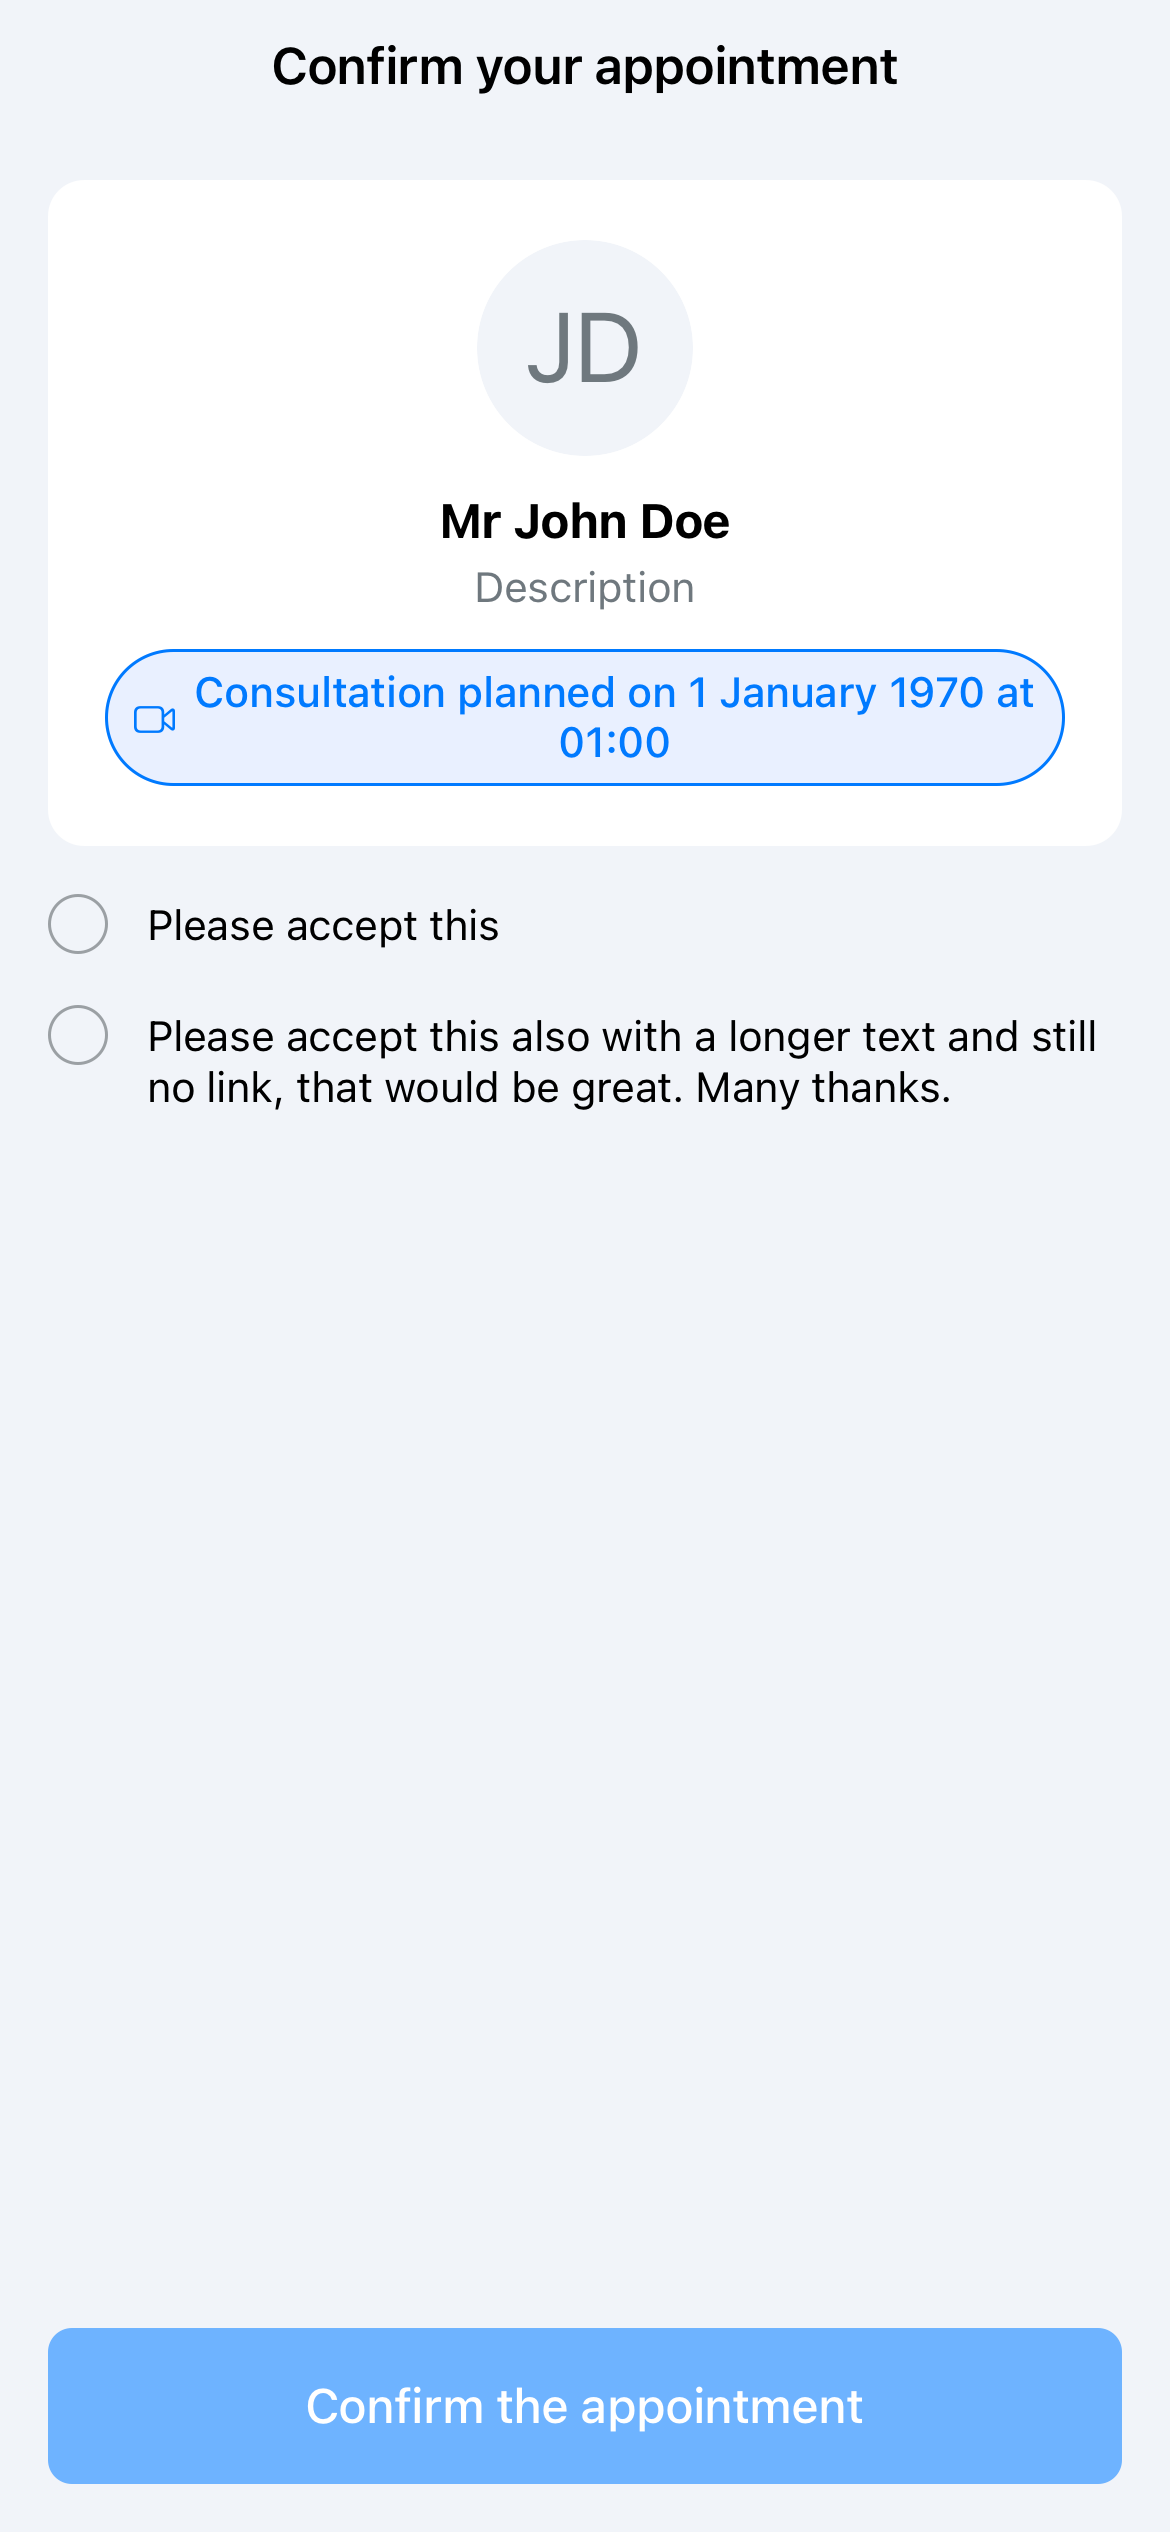 Confirm your appointment
JD
Mr John Doe
Description
Consultation planned on 1 January 1970 at
01:00
Please accept this
Please accept this also with a longer text and still
no link, that would be great. Many thanks.
Confirm the appointment